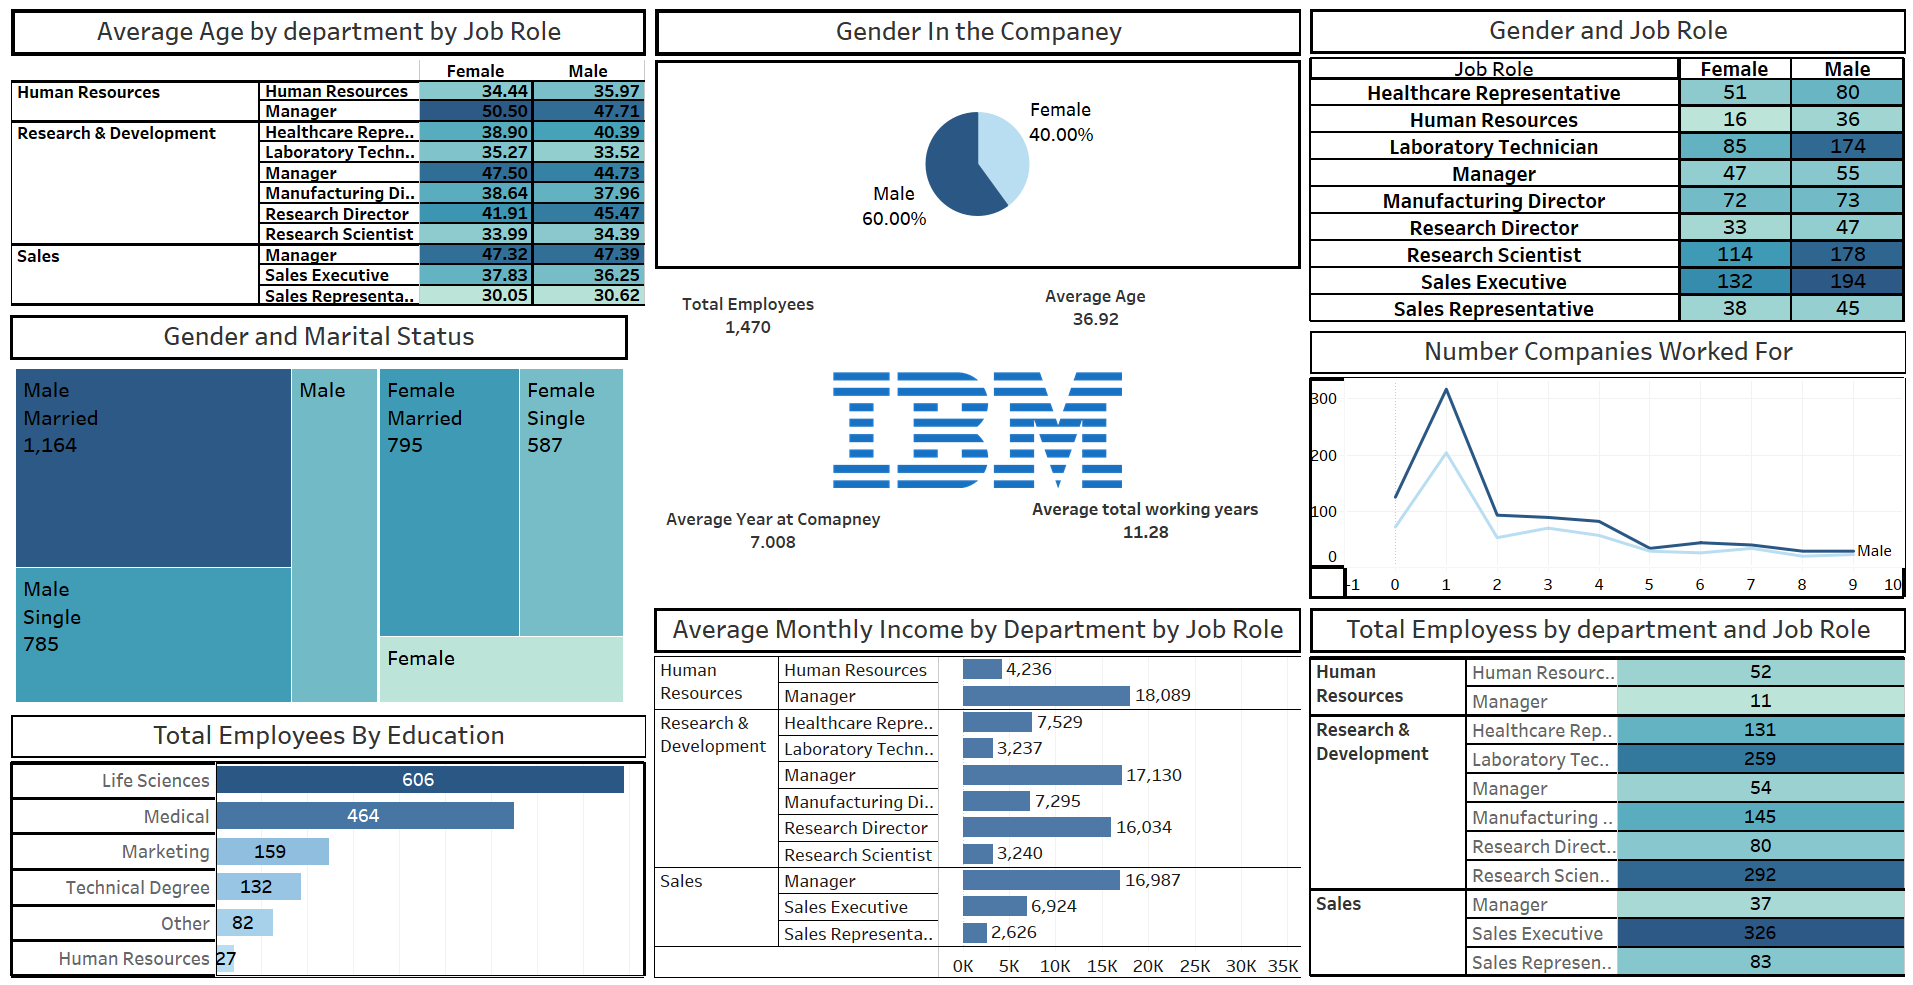 Average Age by department by Job Role
Female Male
Human Resources Human Resources 34.44 35.97
Manager 50.50 47.71
Research & Development Healthcare Repre.. 38.90 40.39
Laboratory Techn.. 35.27 33.52
Manager 47.50 44.73
Manufacturing Di.. 38.64 37.96
Research Director 41.91 45.47
Research Scientist 33.99 34.39
Sales Manager 47.32 47.39
Sales Executive 37.83 36.25
Sales Representa.. 30.05 30.62
Gender and Marital Status
Male
Married
1,164
Male
Single
785
Male
Female
Married
795
Female
Single
587
Female
Total Employees By Education
Life Sciences 606
Medical 464
Marketing 159
Technical Degree 132
Other 82
Human Resources 27
Gender In the Companey
Female
40.00%
Male
60.00%
Total Employees
1,470
Average Age
36.92
IBM
Average Year at Comapney
7.008
Average total working years
11.28
Average Monthly Income by Department by Job Role
Human
Resources
Human Resources 4,236
Manager 18,089
Research &
Development
Healthcare Repre.. 7,529
Laboratory Techn.. 3,237
Manager 17,130
Manufacturing Di.. 7,295
Research Director 16,034
Research Scientist 3,240
Sales Manager 16,987
Sales Executive 6,924
Sales Representa.. 2,626
0K 5K 10K 15K 20K 25K 30K 35K
Gender and Job Role
Job Role Female Male
Healthcare Representative 51 80
Human Resources 16 36
Laboratory Technician 85 174
Manager 47 55
Manufacturing Director 72 73
Research Director 33 47
Research Scientist 114 178
Sales Executive 132 194
Sales Representative 38 45
Number Companies Worked For
300
200
100
0
Male
-1 0 1 2 3 4 5 6 7 8 9 10
Total Employess by department and Job Role
Human
Resources
Human Resourc.. 52
Manager 11
Research &
Development
Healthcare Rep.. 131
Laboratory Tec.. 259
Manager 54
Manufacturing .. 145
Research Direct.. 80
Research Scien.. 292
Sales Manager 37
Sales Executive 326
Sales Represen.. 83